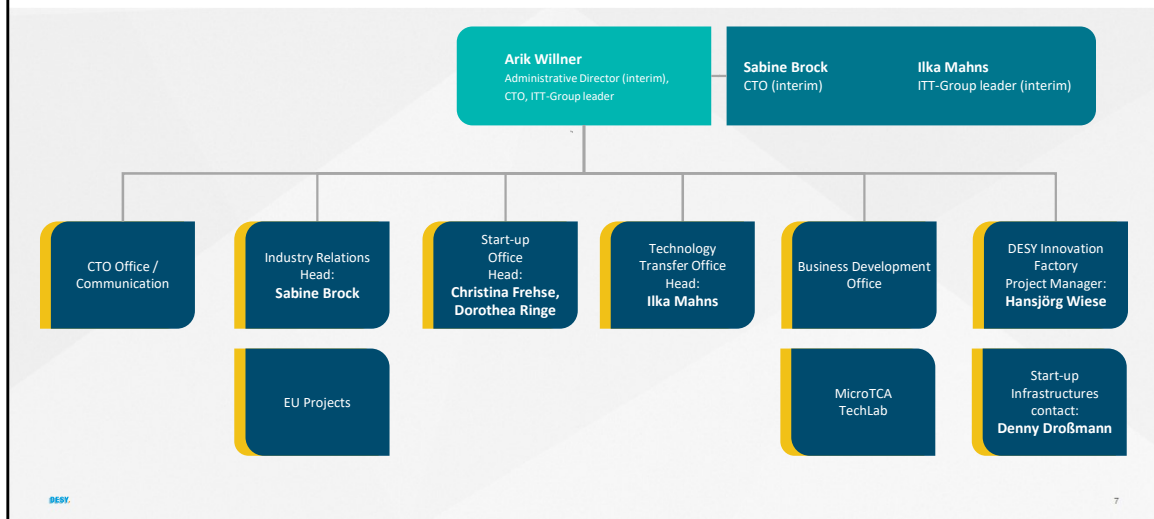 Arik Willner
Administrative Director (interim),
CTO, ITT-Group leader
Sabine Brock
CTO (interim)
Ilka Mahns
ITT-Group leader (interim)
CTO Office /
Communication
Industry Relations
Head:
Sabine Brock
Start-up
Office
Head:
Christina Frehse,
Dorothea Ringe
Technology
Transfer Office
Head:
Ilka Mahns
Business Development
Office
DESY Innovation
Factory
Project Manager:
Hansjörg Wiese
EU Projects
MicroTCA
TechLab
Start-up
Infrastructures
contact:
Denny Droßmann
DESY.
7